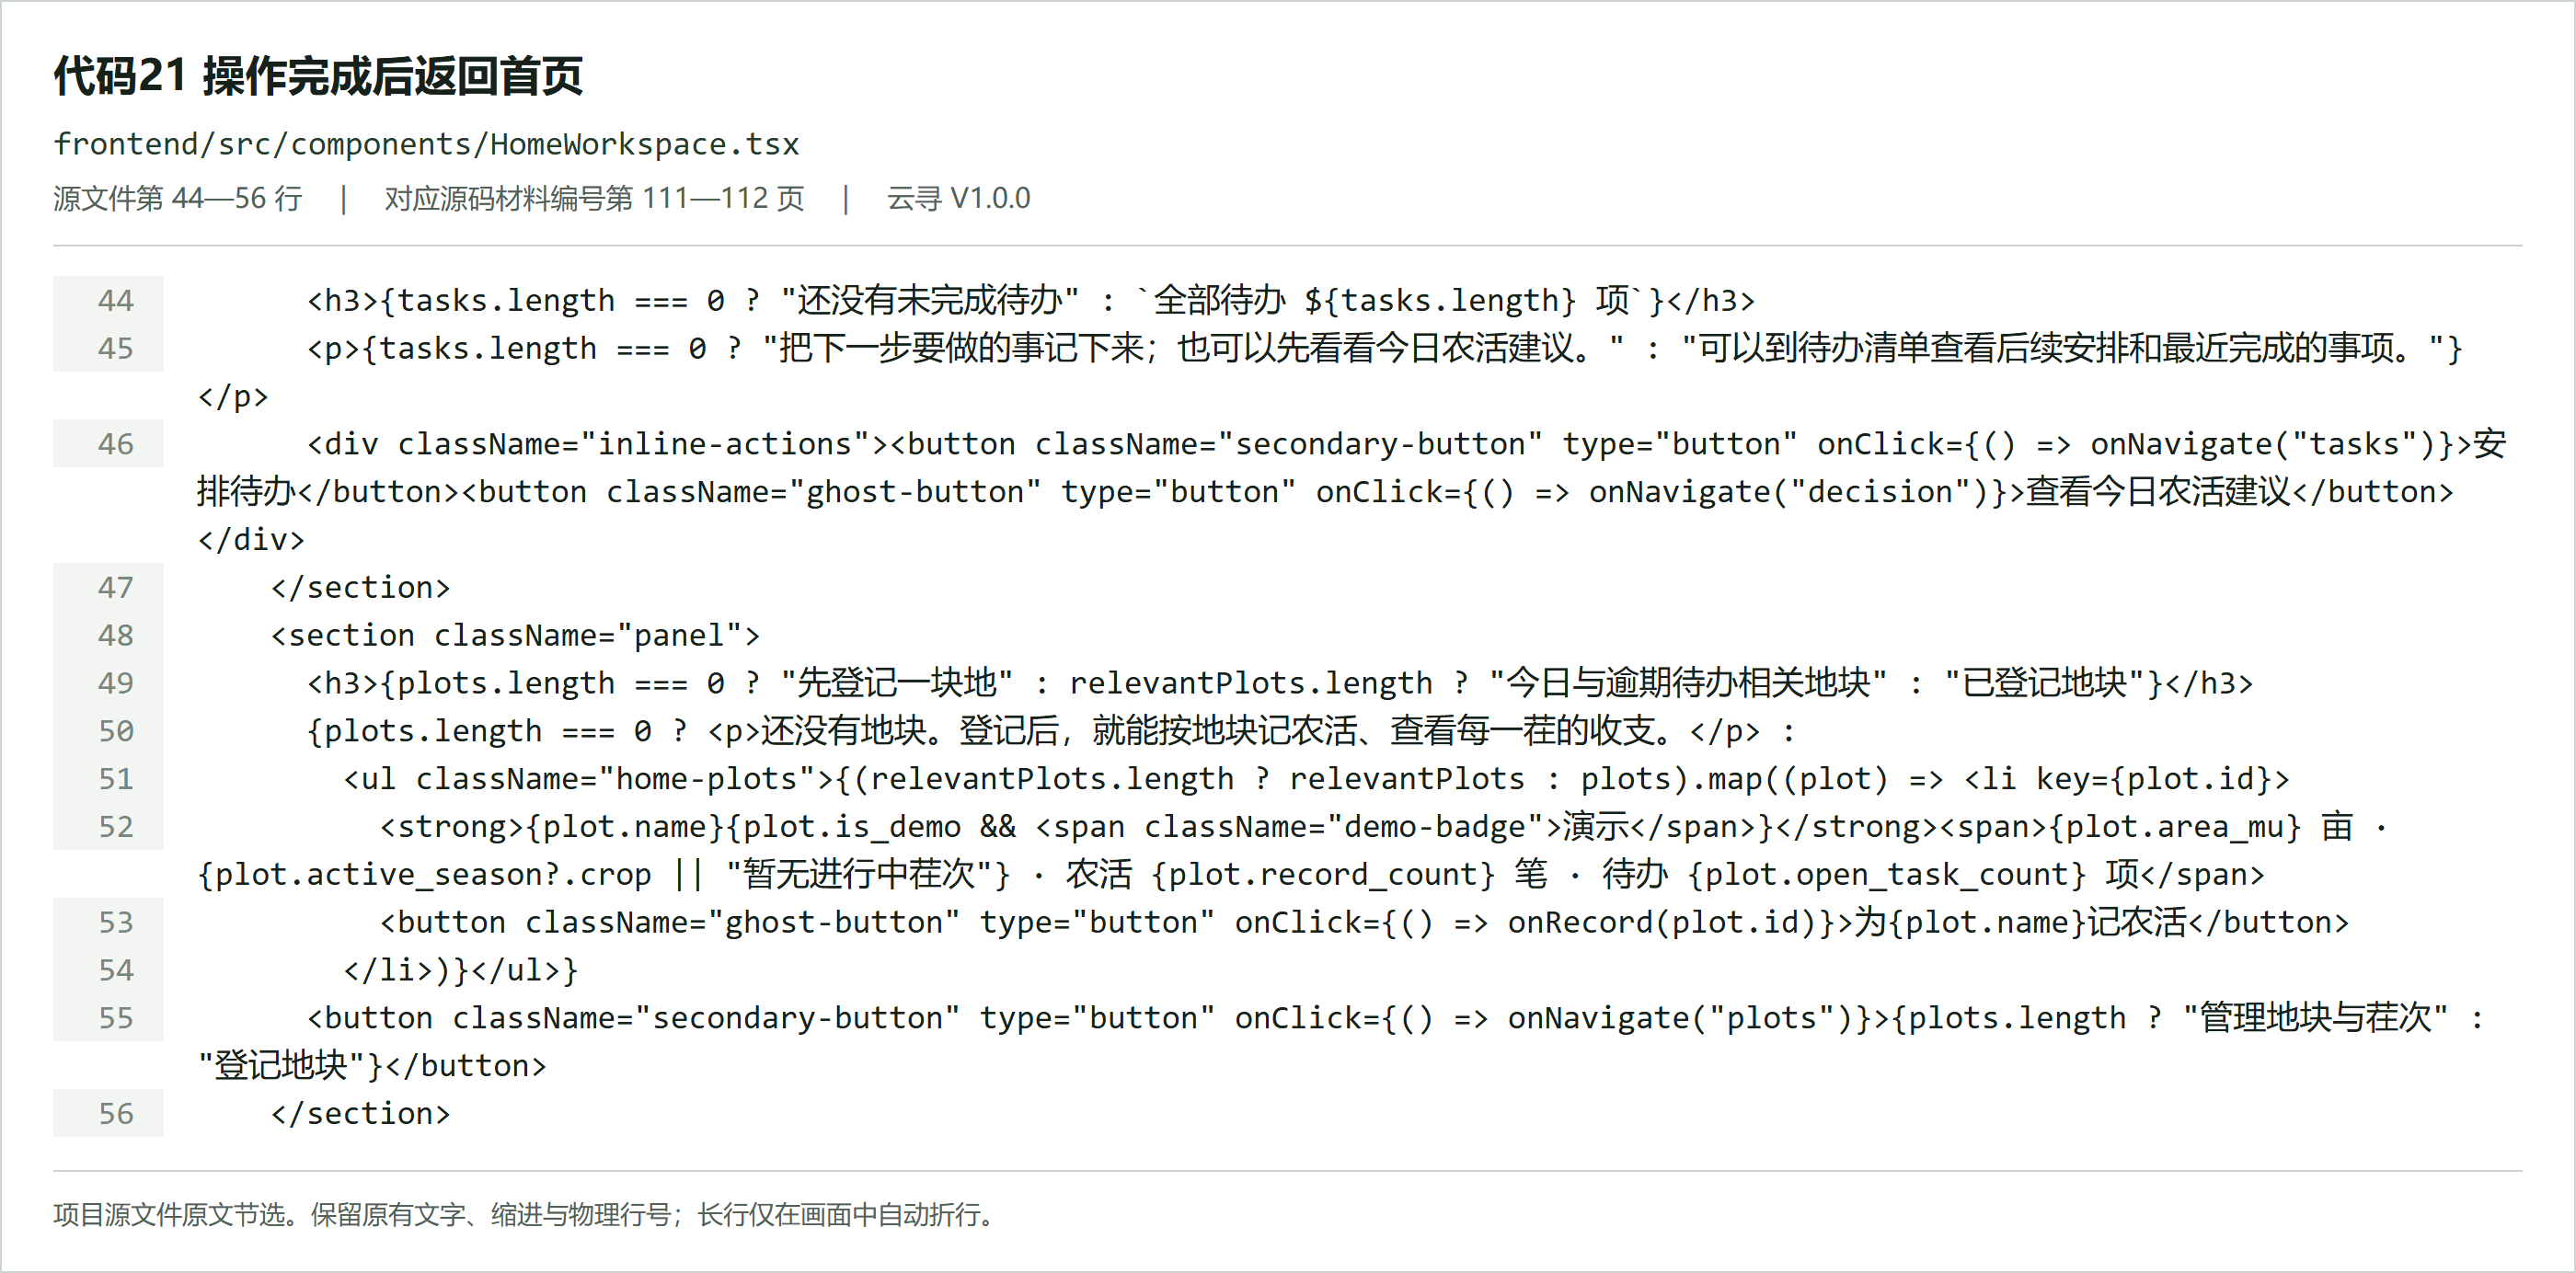 代码21 操作完成后返回首页
frontend/src/components/HomeWorkspace.tsx
源文件第 44—56 行 | 对应源码材料编号第 111—112 页 | 云寻 V1.0.0
44 <h3>{tasks.length === 0 ? "还没有未完成待办" : `全部待办 ${tasks.length} 项`}</h3>
45 <p>{tasks.length === 0 ? "把下一步要做的事记下来；也可以先看看今日农活建议。" : "可以到待办清单查看后续安排和最近完成的事项。"}
</p>
46 <div className="inline-actions"><button className="secondary-button" type="button" onClick={() => onNavigate("tasks")}>安
排待办</button><button className="ghost-button" type="button" onClick={() => onNavigate("decision")}>查看今日农活建议</button>
</div>
47 </section>
48 <section className="panel">
49 <h3>{plots.length === 0 ? "先登记一块地" : relevantPlots.length ? "今日与逾期待办相关地块" : "已登记地块"}</h3>
50 {plots.length === 0 ? <p>还没有地块。登记后，就能按地块记农活、查看每一茬的收支。</p> :
51 <ul className="home-plots">{(relevantPlots.length ? relevantPlots : plots).map((plot) => <li key={plot.id}>
52 <strong>{plot.name}{plot.is_demo && <span className="demo-badge">演示</span>}</strong><span>{plot.area_mu} 亩 ·
{plot.active_season?.crop || "暂无进行中茬次"} · 农活 {plot.record_count} 笔 · 待办 {plot.open_task_count} 项</span>
53 <button className="ghost-button" type="button" onClick={() => onRecord(plot.id)}>为{plot.name}记农活</button>
54 </li>)}</ul>}
55 <button className="secondary-button" type="button" onClick={() => onNavigate("plots")}>{plots.length ? "管理地块与茬次" :
"登记地块"}</button>
56 </section>
项目源文件原文节选。保留原有文字、缩进与物理行号；长行仅在画面中自动折行。